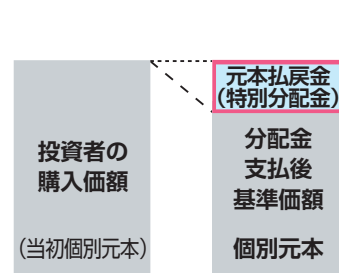 元本払戻金
(特別分配金)
投資者の
購入価額
(当初個別元本)
分配金
支払後
基準価額
個別元本